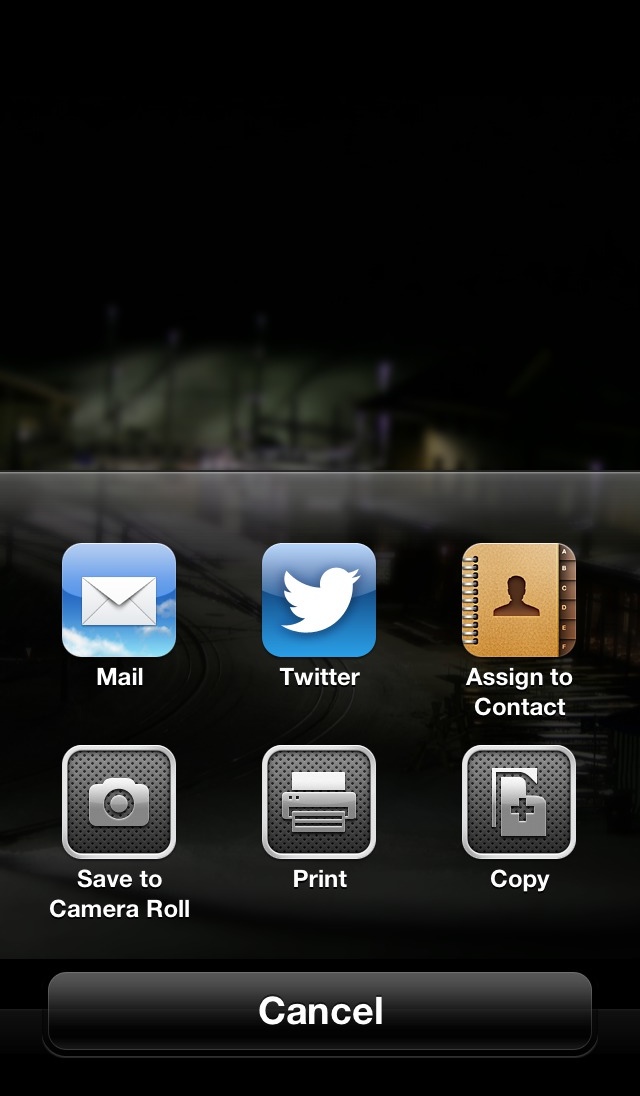 Mail
Twitter
Assign to
Contact
A
B
C
D
E
F
Save to
Camera Roll
Print
Copy
Cancel